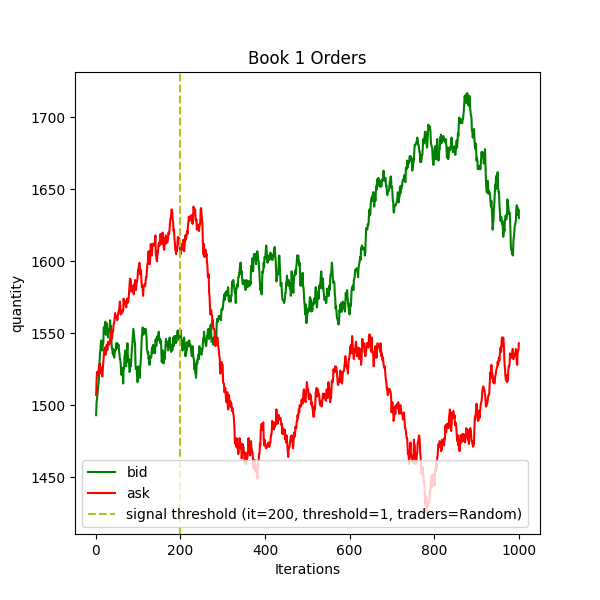 Book 1 Orders
quantity
1700
1650
1600
1550
1500
1450
bid
ask
signal threshold (it=200, threshold=1, traders=Random)
0 200 400 600 800 1000
Iterations